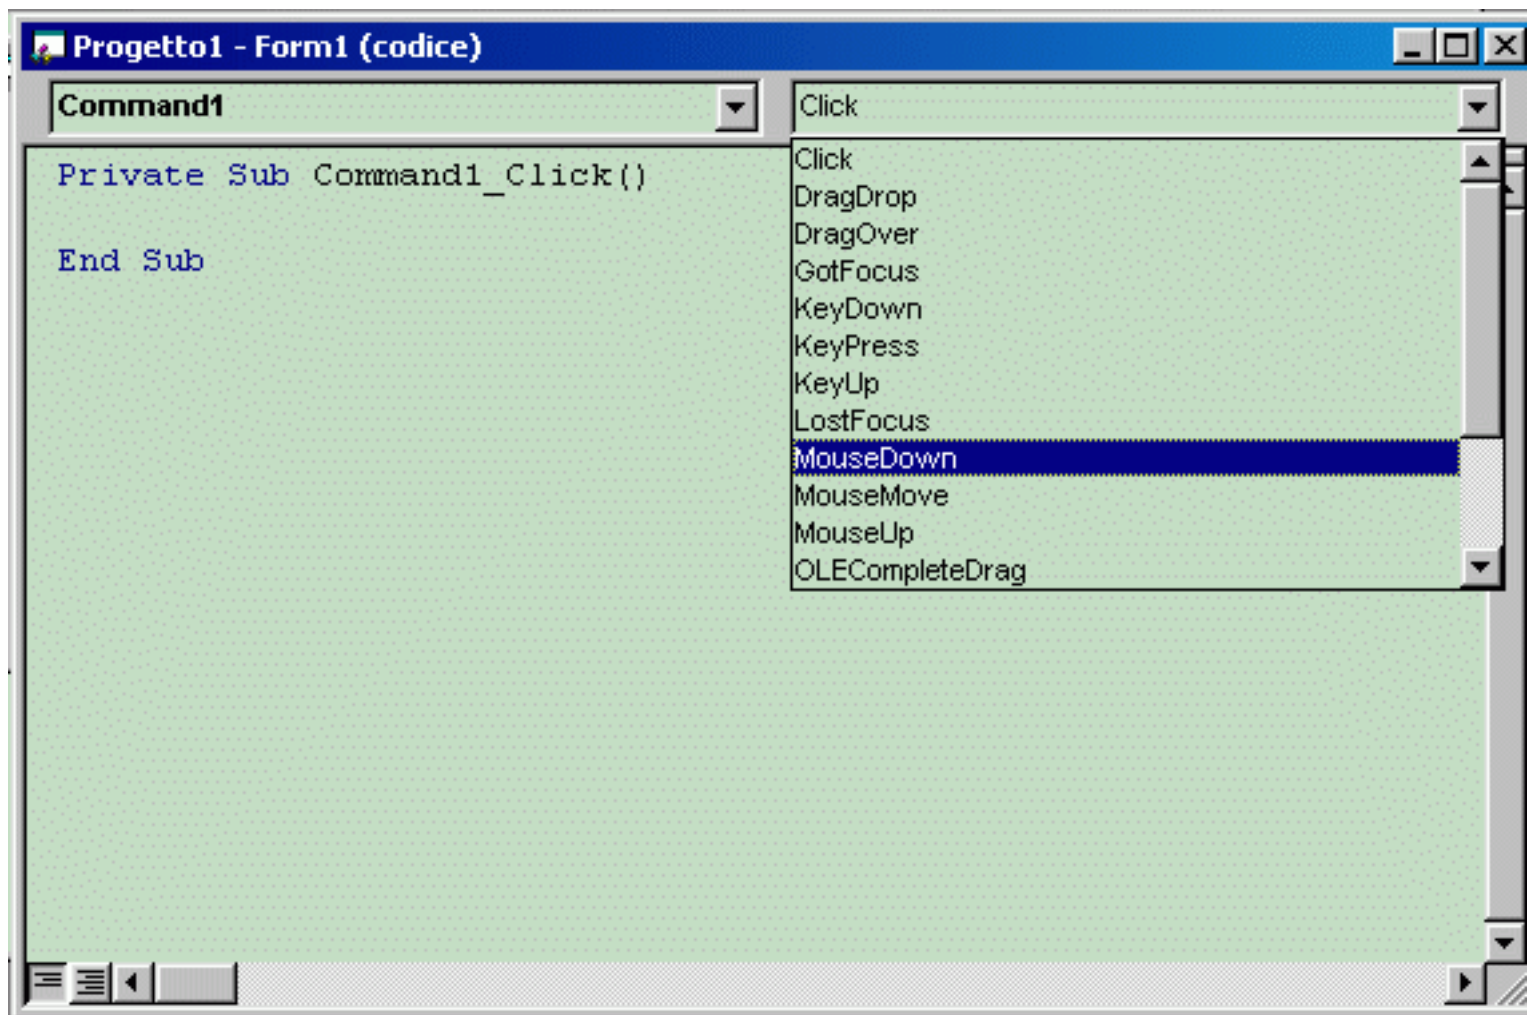 Progetto1 - Form1 (codice)
Command1
Click
Private Sub Command1_Click()
End Sub
Click
DragDrop
DragOver
GotFocus
KeyDown
KeyPress
KeyUp
LostFocus
MouseDown
MouseMove
MouseUp
OLECompleteDrag